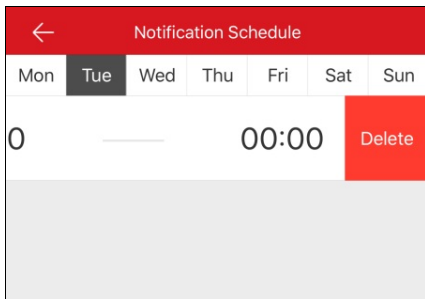 Notification Schedule
Mon Tue Wed Thu Fri Sat Sun
0 00:00 Delete